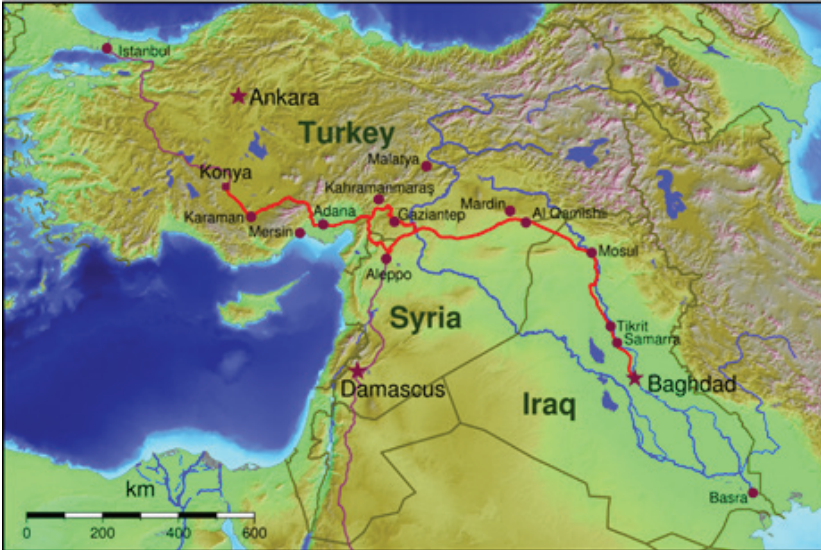 Istanbul
Ankara
Turkey
Malatya
Konya
Kahramanmaraş
Karaman
Adana
Gaziantep
Mardin
Al Qamishli
Mersin
Mosul
Aleppo
Syria
Tikrit
Samarra
Damascus
Baghdad
Iraq
km
Basra
0 200 400 600